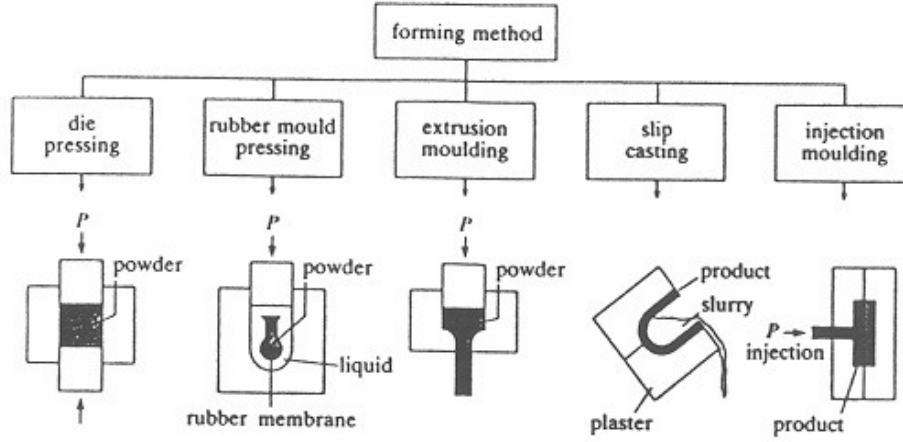 forming method
die
pressing
rubber mould
pressing
extrusion
moulding
slip
casting
injection
moulding
P
powder
P
powder
liquid
rubber membrane
P
powder
product
slurry
plaster
P
injection
product